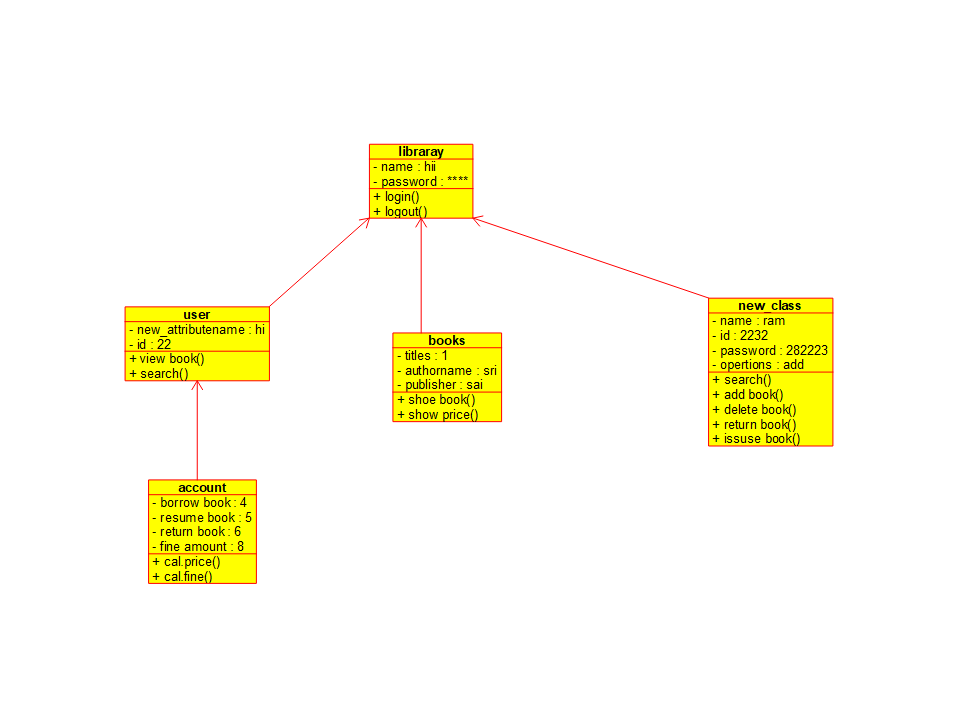 libraray
- name : hii
- password : ****
+ login()
+ logout()
user
- new_attributename : hi
- id : 22
+ view book()
+ search()
books
- titles : 1
- authorname : sri
- publisher : sai
+ shoe book()
+ show price()
new_class
- name : ram
- id : 2232
- password : 282223
- opertions : add
+ search()
+ add book()
+ delete book()
+ return book()
+ issuse book()
account
- borrow book : 4
- resume book : 5
- return book : 6
- fine amount : 8
+ cal.price()
+ cal.fine()